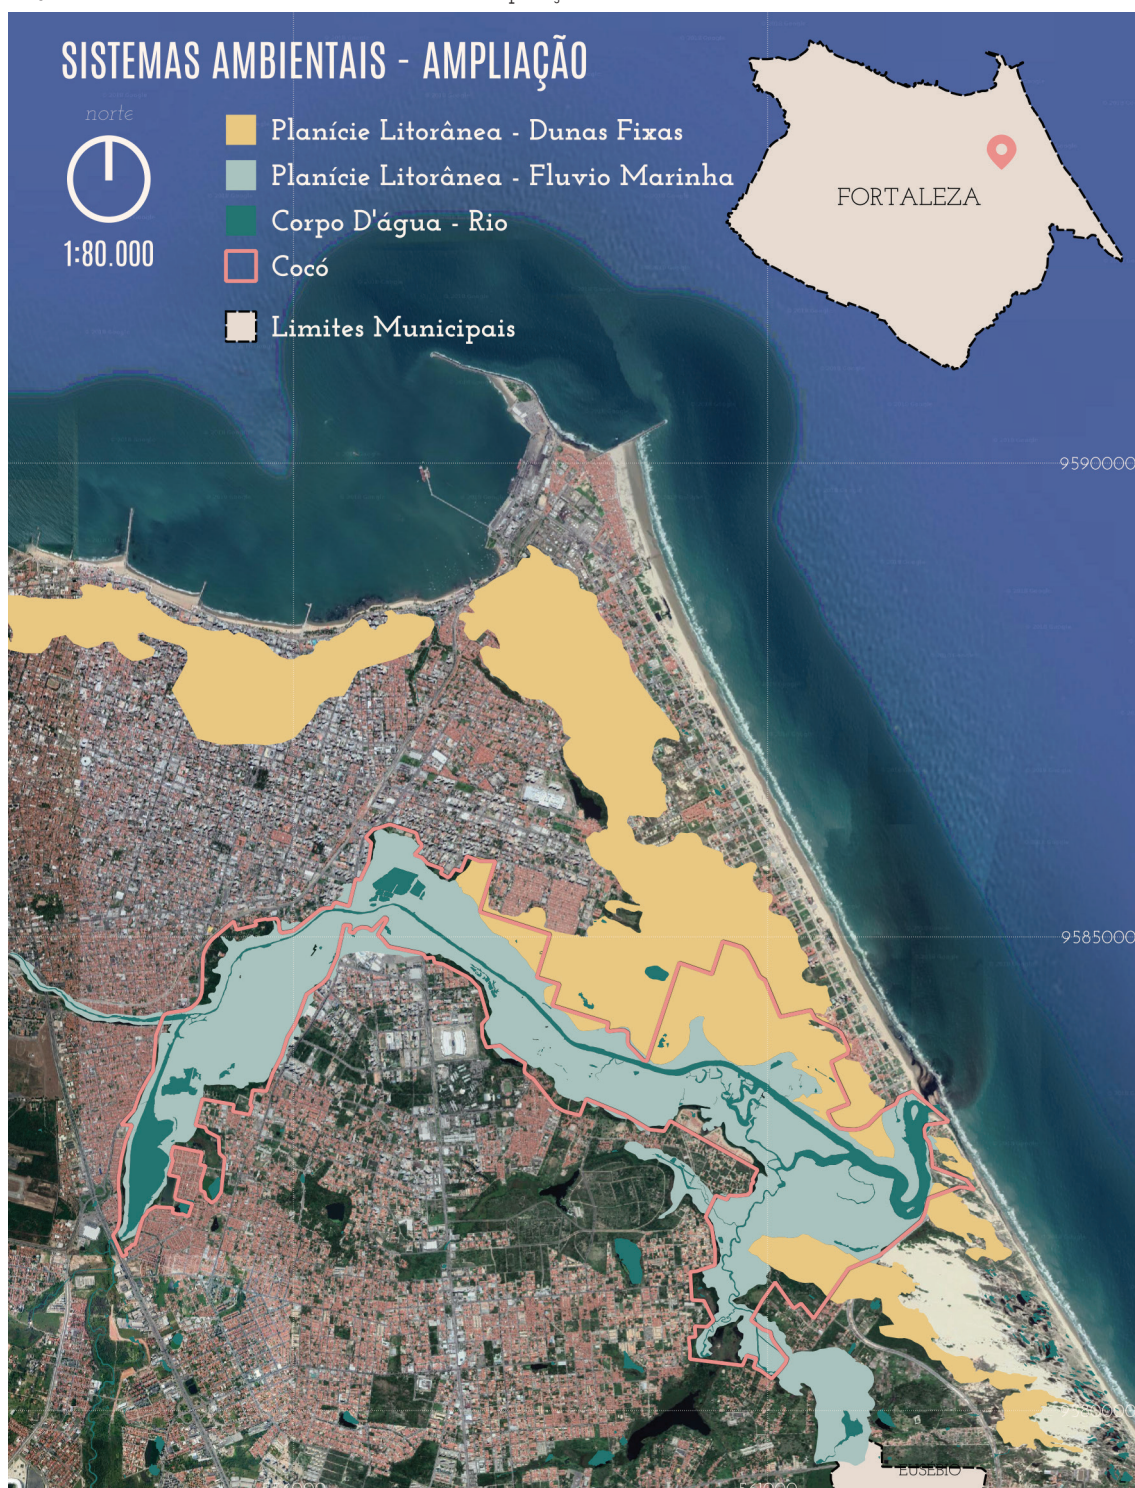 SISTEMAS AMBIENTAIS - AMPLIAÇÃO
norte
1:80.000
Planície Litorânea - Dunas Fixas
Planície Litorânea - Fluvio Marinha
Corpo D'água - Rio
Cocó
Limites Municipais
FORTALEZA
9590000
9585000
9580000
EUSÉBIO